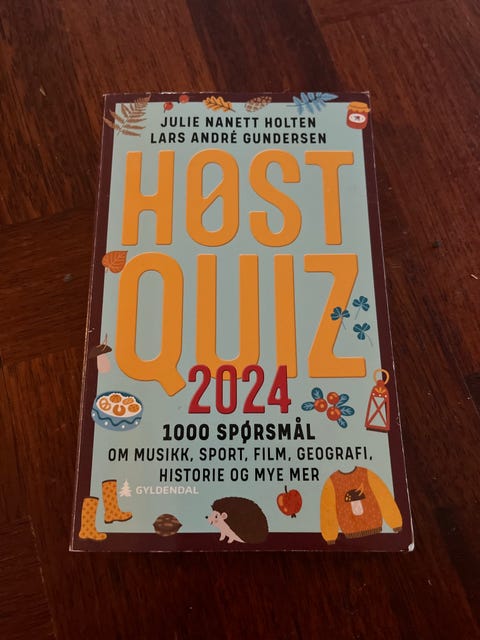 JULIE NANETT HOLTEN
LARS ANDRÉ GUNDERSEN
HØST
QUIZ
2024
1000 SPØRSMÅL
OM MUSIKK, SPORT, FILM, GEOGRAFI,
HISTORIE OG MYE MER
GYLDENDAL